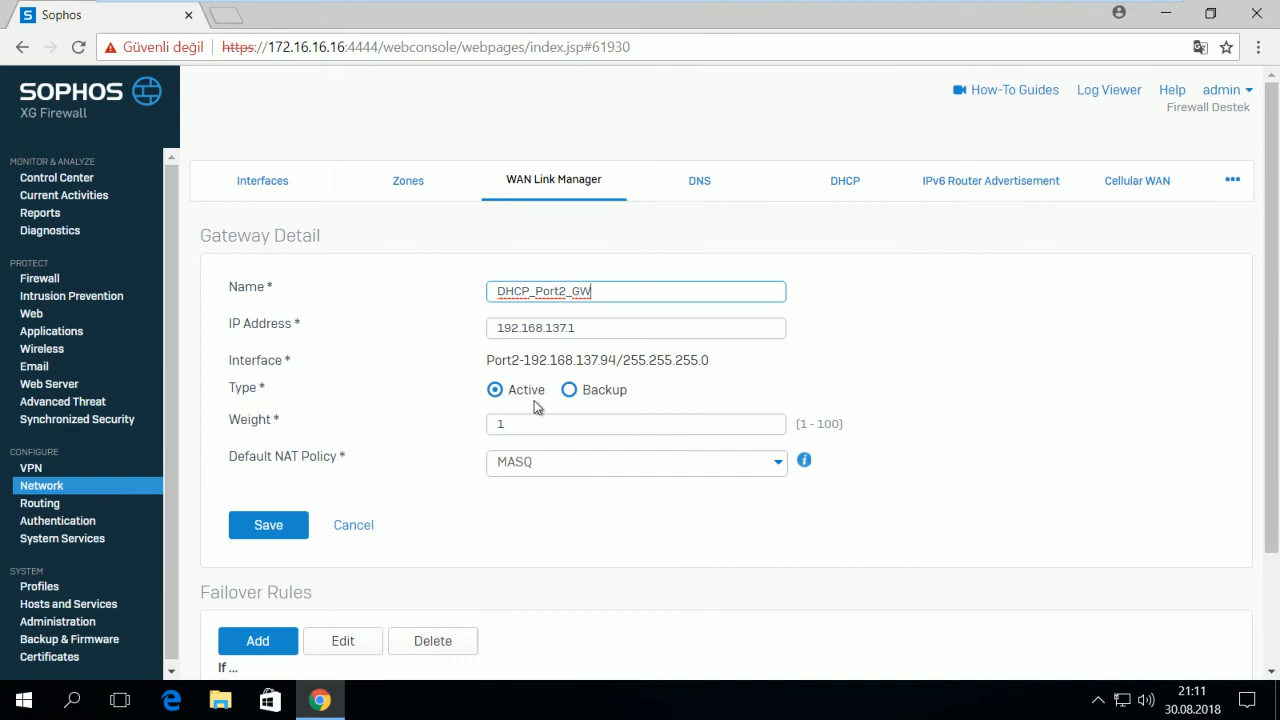 Sophos
Güvenli değil
https://172.16.16.16:4444/webconsole/webpages/index.jsp#61930
SOPHOS
XG Firewall
How-To Guides
Log Viewer
Help
admin
Firewall Destek
MONITOR & ANALYZE
Control Center
Current Activities
Reports
Diagnostics
PROTECT
Firewall
Intrusion Prevention
Web
Applications
Wireless
Email
Web Server
Advanced Threat
Synchronized Security
CONFIGURE
VPN
Network
Routing
Authentication
System Services
SYSTEM
Profiles
Hosts and Services
Administration
Backup & Firmware
Certificates
Interfaces
Zones
WAN Link Manager
DNS
DHCP
IPv6 Router Advertisement
Cellular WAN
Gateway Detail
Name * DHCP_Port2_GW
IP Address * 192.168.137.1
Interface * Port2-192.168.137.94/255.255.255.0
Type * Active Backup
Weight * 1 (1 - 100)
Default NAT Policy * MASQ
Save Cancel
Failover Rules
Add Edit Delete
If ...
21:11
30.08.2018